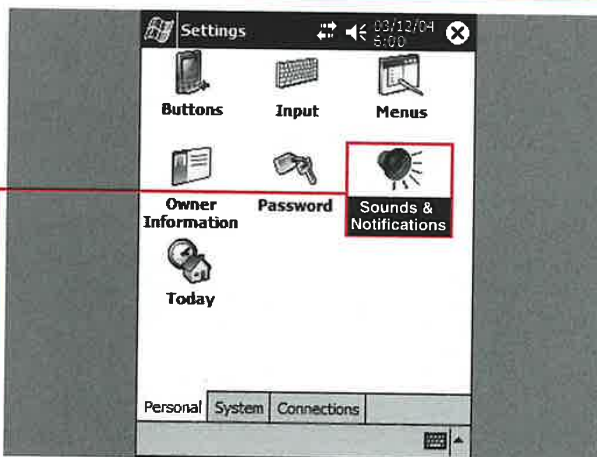 Settings
03/12/04
5:00
Buttons
Input
Menus
Owner
Information
Password
Sounds &
Notifications
Today
Personal
System
Connections